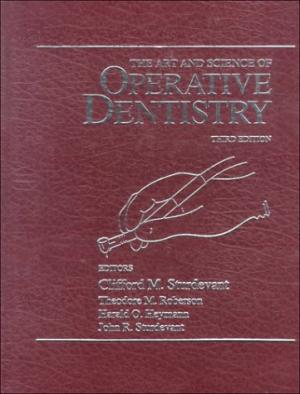 THE ART AND SCIENCE OF
OPERATIVE
DENTISTRY
THIRD EDITION
EDITORS
Clifford M. Sturdevant
Theodore M. Roberson
Harald O. Heymann
John R. Sturdevant